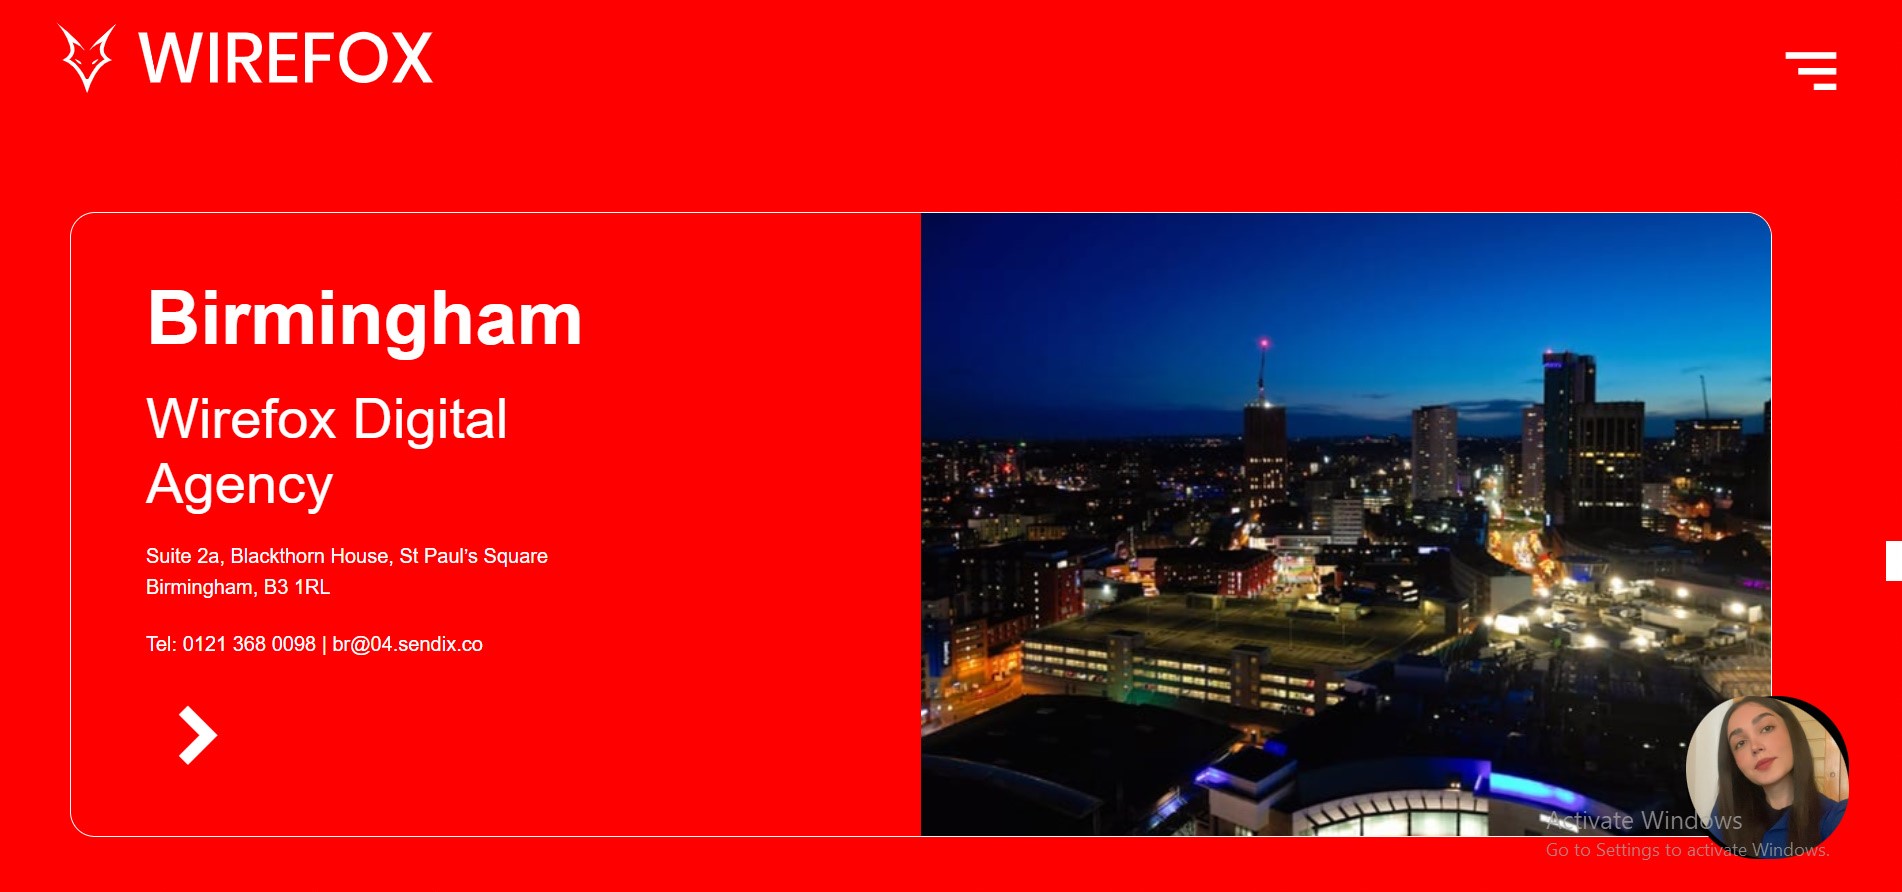 WIREFOX
Birmingham
Wirefox Digital
Agency
Suite 2a, Blackthorn House, St Paul's Square
Birmingham, B3 1RL
Tel: 0121 368 0098 | br@04.sendix.co
Activate Windows
Go to Settings to activate Windows.